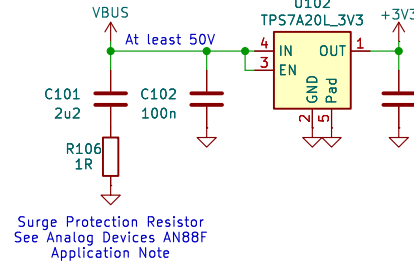 U102
VBUS
TPS7A20L_3V3
+3V3
At least 50V
4 IN OUT 1
3 EN
C101
2u2
C102
100n
GND
Pad
2
5
R106
1R
Surge Protection Resistor
See Analog Devices AN88F
Application Note